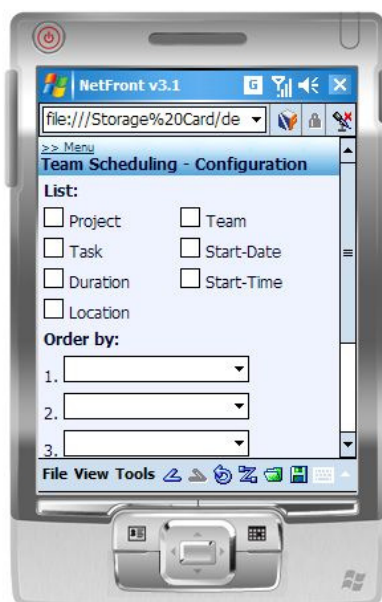 NetFront v3.1 G
file:///Storage%20Card/de
>> Menu
Team Scheduling - Configuration
List:
Project Team
Task Start-Date
Duration Start-Time
Location
Order by:
1.
2.
3.
File View Tools